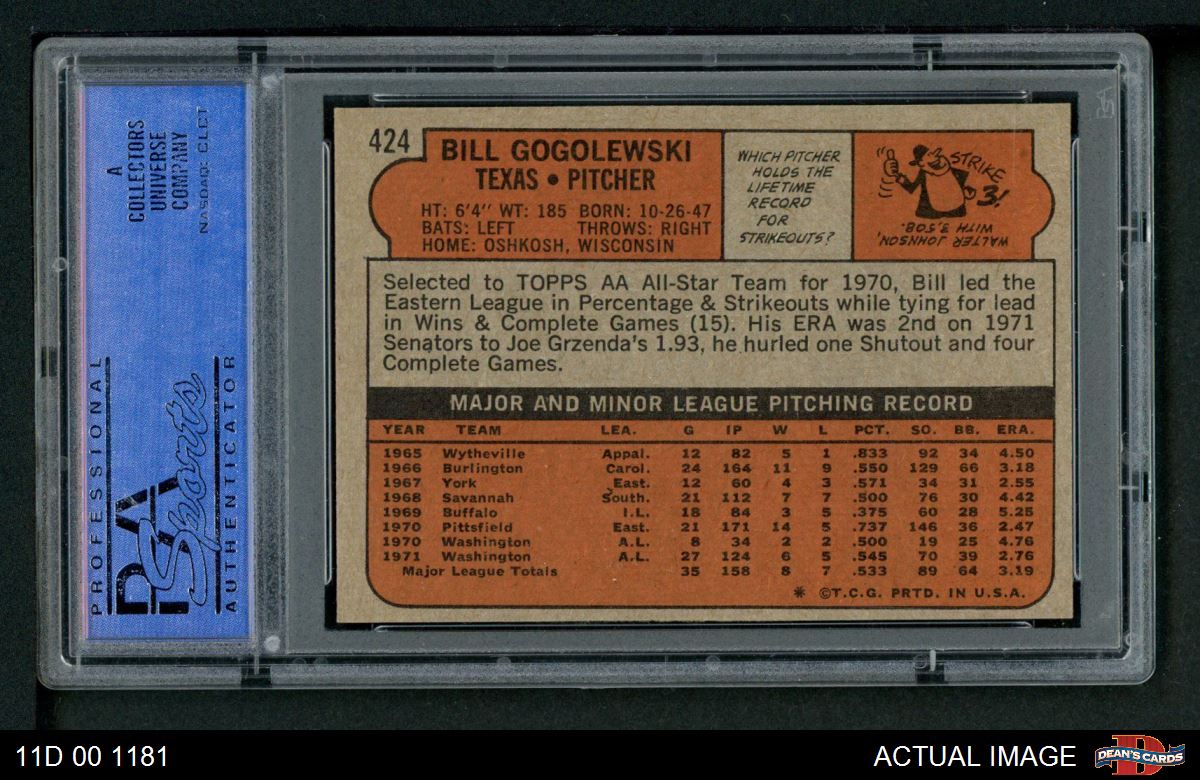 A
COLLECTORS
UNIVERSE
COMPANY
NASDAQ: CLCT
PROFESSIONAL
PSA
Sports
AUTHENTICATOR
424
BILL GOGOLEWSKI
TEXAS • PITCHER
HT: 6'4" WT: 185 BORN: 10-26-47
BATS: LEFT THROWS: RIGHT
HOME: OSHKOSH, WISCONSIN
WHICH PITCHER
HOLDS THE
LIFETIME
RECORD
FOR
STRIKEOUTS?
STRIKE
3!
WALTER JOHNSON,
WITH 3,508.
Selected to TOPPS AA All-Star Team for 1970, Bill led the
Eastern League in Percentage & Strikeouts while tying for lead
in Wins & Complete Games (15). His ERA was 2nd on 1971
Senators to Joe Grzenda's 1.93, he hurled one Shutout and four
Complete Games.
MAJOR AND MINOR LEAGUE PITCHING RECORD
YEAR TEAM LEA. G IP W L PCT. SO. BB. ERA.
1965 Wytheville Appal. 12 82 5 1 .833 92 34 4.50
1966 Burlington Carol. 24 164 11 9 .550 129 66 3.18
1967 York East. 12 60 4 3 .571 34 31 2.55
1968 Savannah South. 21 112 7 7 .500 76 30 4.42
1969 Buffalo I.L. 18 84 3 5 .375 60 28 5.25
1970 Pittsfield East. 21 171 14 5 .737 146 36 2.47
1970 Washington A.L. 8 34 2 2 .500 19 25 4.76
1971 Washington A.L. 27 124 6 5 .545 70 39 2.76
Major League Totals 35 158 8 7 .533 89 64 3.19
* ©T.C.G. PRTD. IN U.S.A.
11D 00 1181
ACTUAL IMAGE
DEAN'S CARDS